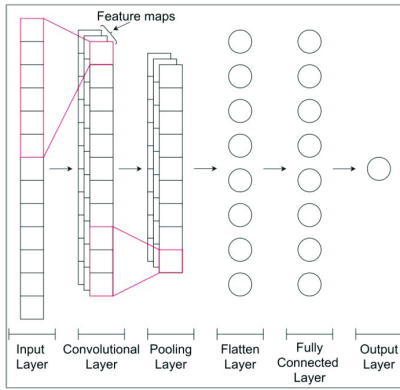 Feature maps
Input
Layer
Convolutional
Layer
Pooling
Layer
Flatten
Layer
Fully
Connected
Layer
Output
Layer